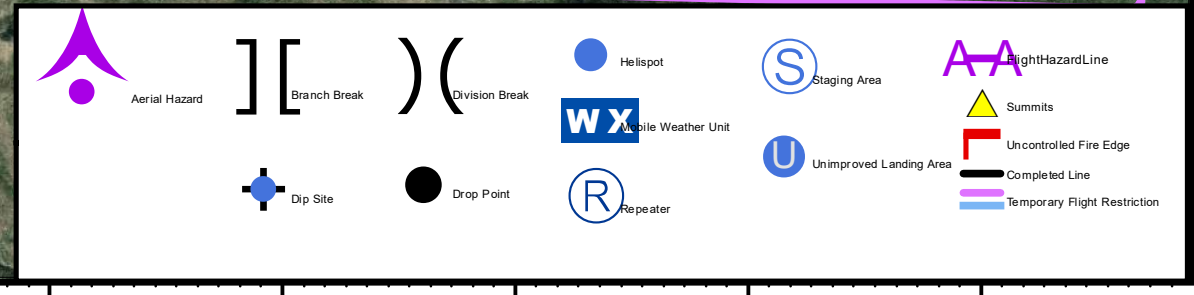 Aerial Hazard
] [ Branch Break
Dip Site
) ( Division Break
Drop Point
Helispot
WX Mobile Weather Unit
R Repeater
S Staging Area
U Unimproved Landing Area
A A FlightHazardLine
Summits
Uncontrolled Fire Edge
Completed Line
Temporary Flight Restriction